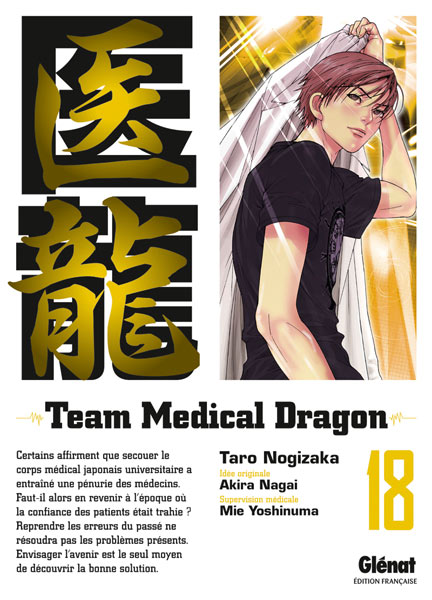 医
龍
Team Medical Dragon
Certains affirment que secouer le
corps médical japonais universitaire a
entraîné une pénurie des médecins.
Faut-il alors en revenir à l'époque où
la confiance des patients était trahie ?
Reprendre les erreurs du passé ne
résoudra pas les problèmes présents.
Envisager l'avenir est le seul moyen
de découvrir la bonne solution.
Taro Nogizaka
Idée originale
Akira Nagai
Supervision médicale
Mie Yoshinuma
18
Glénat
ÉDITION FRANÇAISE